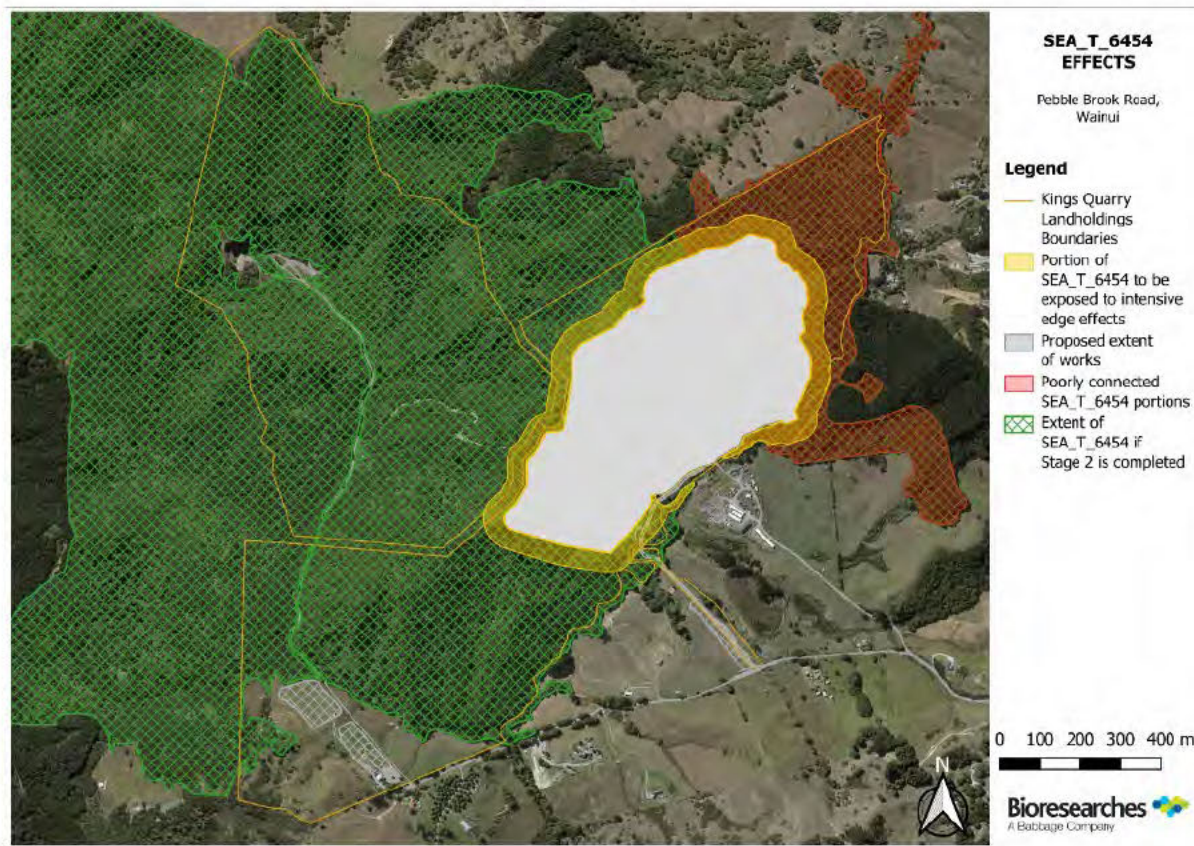 SEA_T_6454
EFFECTS
Pebble Brook Road,
Wainui
Legend
Kings Quarry
Landholdings
Boundaries
Portion of
SEA_T_6454 to be
exposed to intensive
edge effects
Proposed extent
of works
Poorly connected
SEA_T_6454 portions
Extent of
SEA_T_6454 if
Stage 2 is completed
0 100 200 300 400 m
N
Bioresearches
A Babbage Company